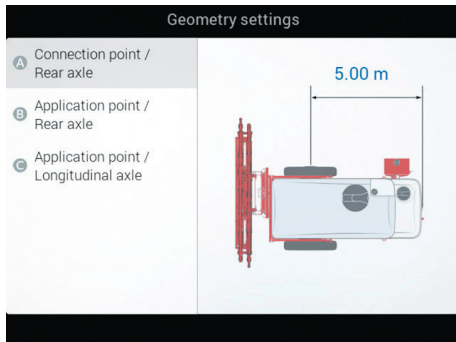 Geometry settings
A Connection point /
Rear axle
B Application point /
Rear axle
C Application point /
Longitudinal axle
5.00 m